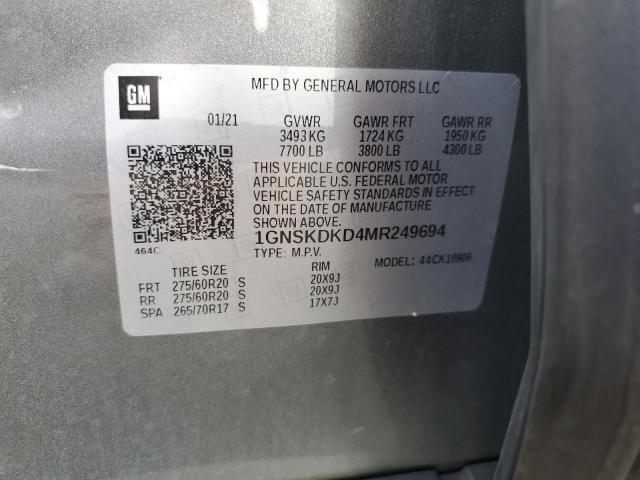 GM
MFD BY GENERAL MOTORS LLC
01/21 GVWR GAWR FRT GAWR RR
3493 KG 1724 KG 1950 KG
7700 LB 3800 LB 4300 LB
THIS VEHICLE CONFORMS TO ALL
APPLICABLE U.S. FEDERAL MOTOR
VEHICLE SAFETY STANDARDS IN EFFECT
ON THE DATE OF MANUFACTURE
SHOWN ABOVE.
1GNSKDKD4MR249694
464C
TYPE: M.P.V. MODEL: 44CK10906
TIRE SIZE RIM
FRT 275/60R20 S 20X9J
RR 275/60R20 S 20X9J
SPA 265/70R17 S 17X7J